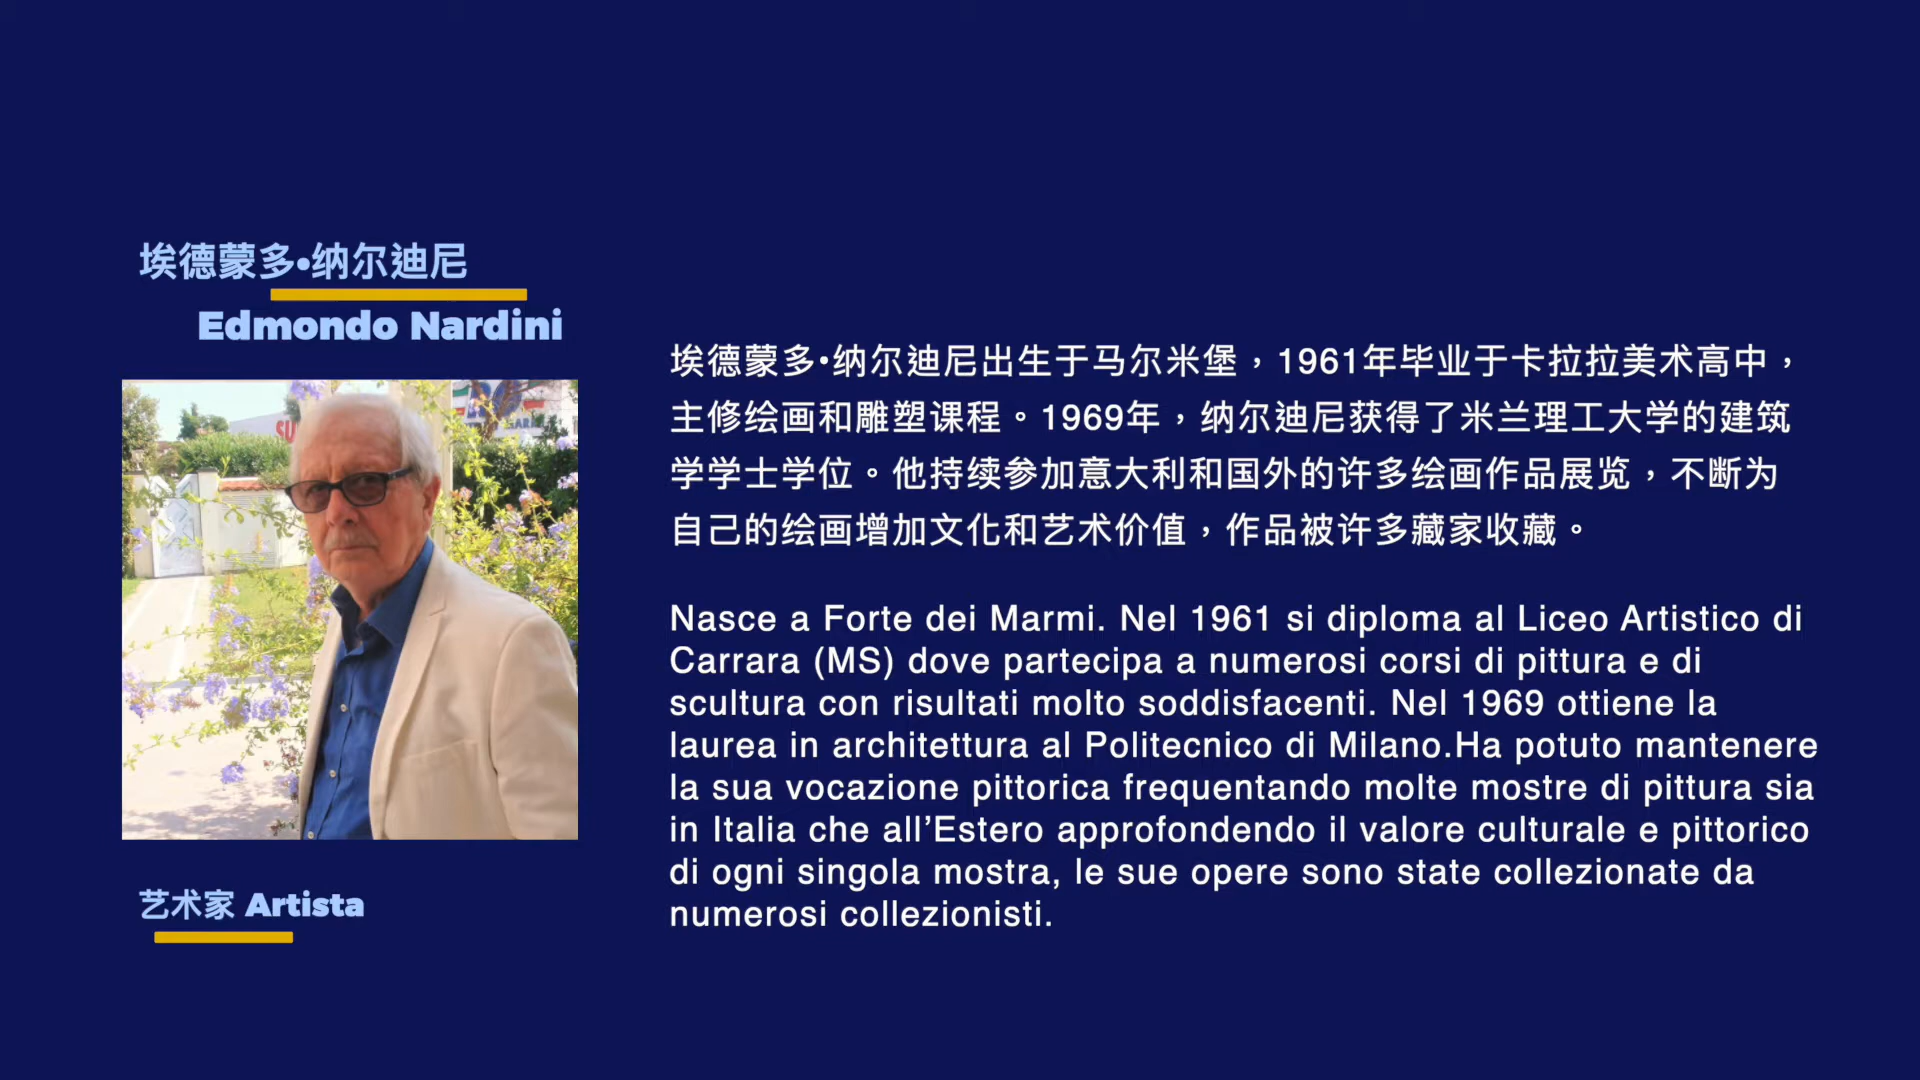 埃德蒙多•纳尔迪尼
Edmondo Nardini
SU
艺术家 Artista
埃德蒙多•纳尔迪尼出生于马尔米堡，1961年毕业于卡拉拉美术高中，
主修绘画和雕塑课程。1969年，纳尔迪尼获得了米兰理工大学的建筑
学学士学位。他持续参加意大利和国外的许多绘画作品展览，不断为
自己的绘画增加文化和艺术价值，作品被许多藏家收藏。
Nasce a Forte dei Marmi. Nel 1961 si diploma al Liceo Artistico di
Carrara (MS) dove partecipa a numerosi corsi di pittura e di
scultura con risultati molto soddisfacenti. Nel 1969 ottiene la
laurea in architettura al Politecnico di Milano.Ha potuto mantenere
la sua vocazione pittorica frequentando molte mostre di pittura sia
in Italia che all’Estero approfondendo il valore culturale e pittorico
di ogni singola mostra, le sue opere sono state collezionate da
numerosi collezionisti.